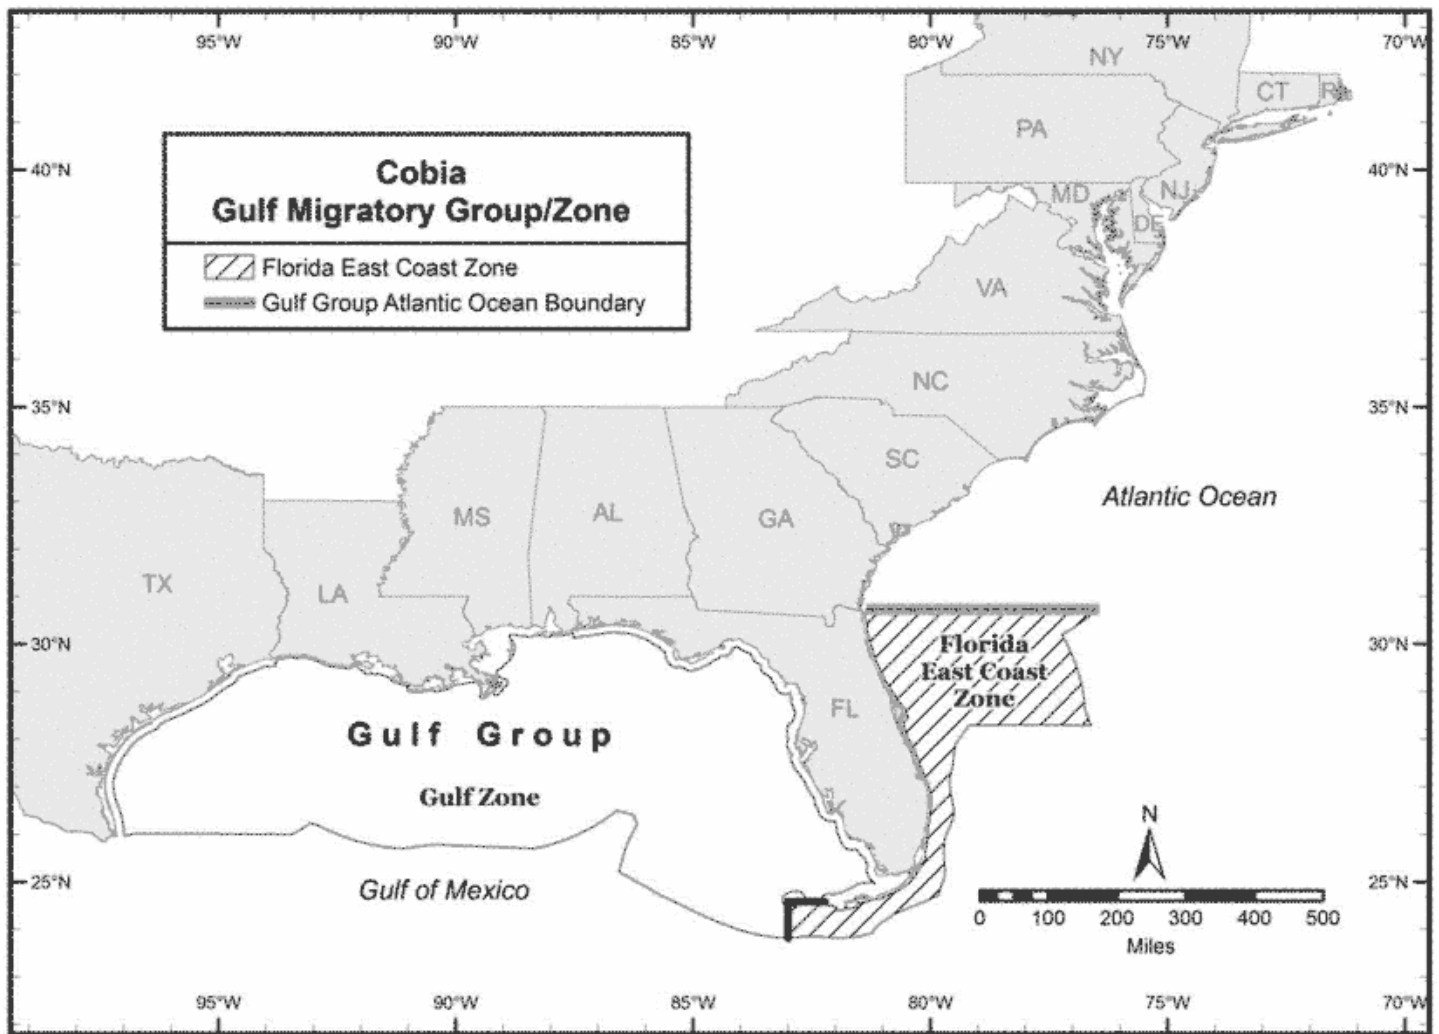 95°W 90°W 85°W 80°W 75°W 70°W
NY
CT
PA
40°N 40°N
Cobia
Gulf Migratory Group/Zone
Florida East Coast Zone
Gulf Group Atlantic Ocean Boundary
MD
NJ
DE
VA
NC
35°N 35°N
SC
Atlantic Ocean
MS AL GA
TX
LA
30°N 30°N
Florida
East Coast
Zone
FL
Gulf Group
Gulf Zone
N
25°N 25°N
Gulf of Mexico
0 100 200 300 400 500
Miles
95°W 90°W 85°W 80°W 75°W 70°W